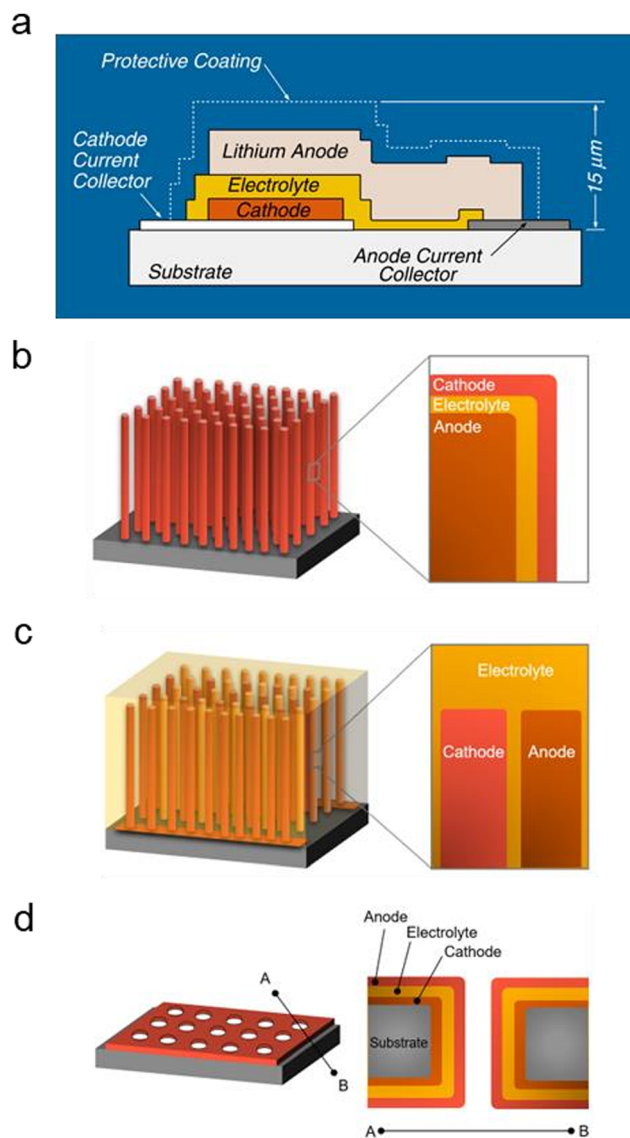 a
Protective Coating
Cathode
Current
Collector
Lithium Anode
Electrolyte
Cathode
15 µm
Substrate
Anode Current
Collector
b
Cathode
Electrolyte
Anode
c
Electrolyte
Cathode
Anode
d
Anode
Electrolyte
Cathode
A
B
Substrate
A
B